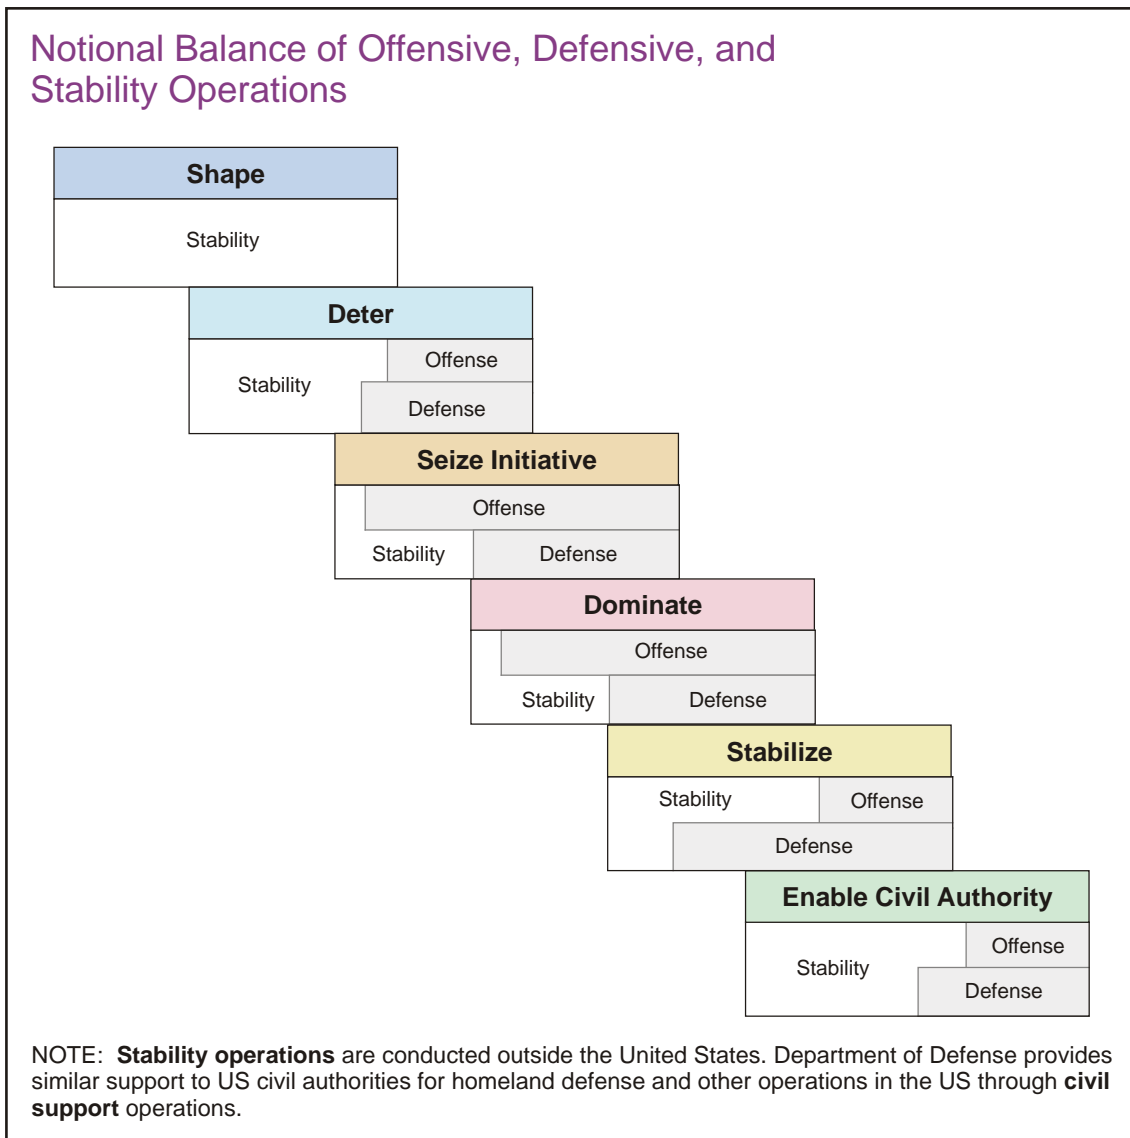 Notional Balance of Offensive, Defensive, and
Stability Operations
Shape
Stability
Deter
Offense
Stability
Defense
Seize Initiative
Offense
Stability
Defense
Dominate
Offense
Stability
Defense
Stabilize
Stability
Offense
Defense
Enable Civil Authority
Offense
Stability
Defense
NOTE: Stability operations are conducted outside the United States. Department of Defense provides
similar support to US civil authorities for homeland defense and other operations in the US through civil
support operations.